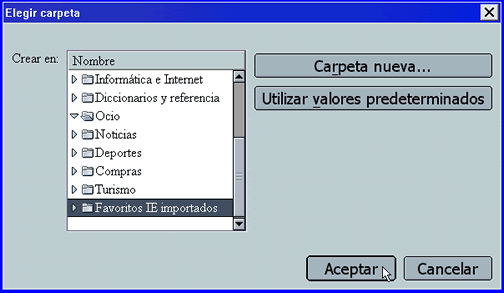 Elegir carpeta
Crear en:
Nombre
Informática e Internet
Diccionarios y referencia
Ocio
Noticias
Deportes
Compras
Turismo
Favoritos IE importados
Carpeta nueva...
Utilizar valores predeterminados
Aceptar
Cancelar